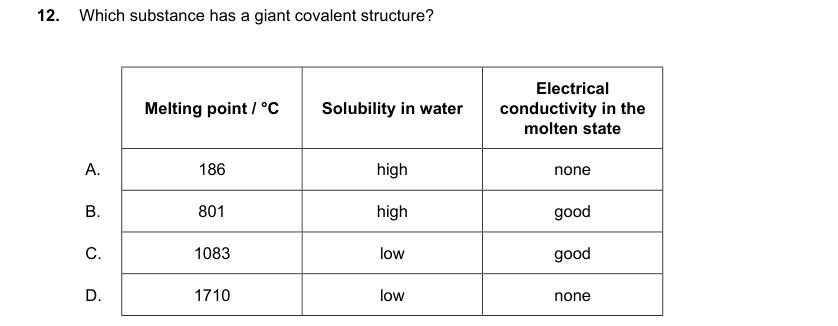 12. Which substance has a giant covalent structure?
Melting point / °C Solubility in water Electrical conductivity in the molten state
A. 186 high none
B. 801 high good
C. 1083 low good
D. 1710 low none